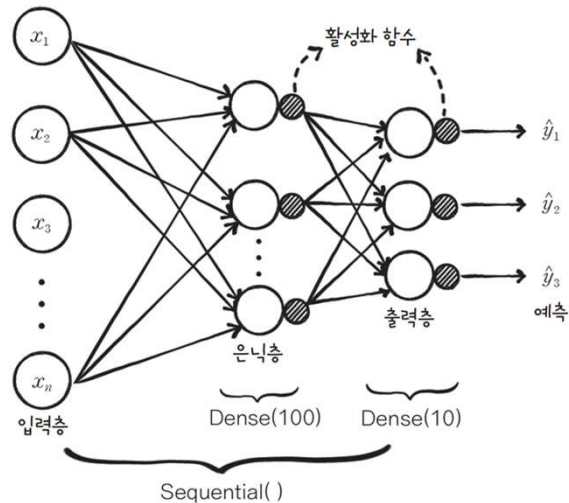 x₁
x₂
x₃
xₙ
입력층
활성화 함수
은닉층
출력층
ŷ₁
ŷ₂
ŷ₃
예측
Dense(100)
Dense(10)
Sequential( )